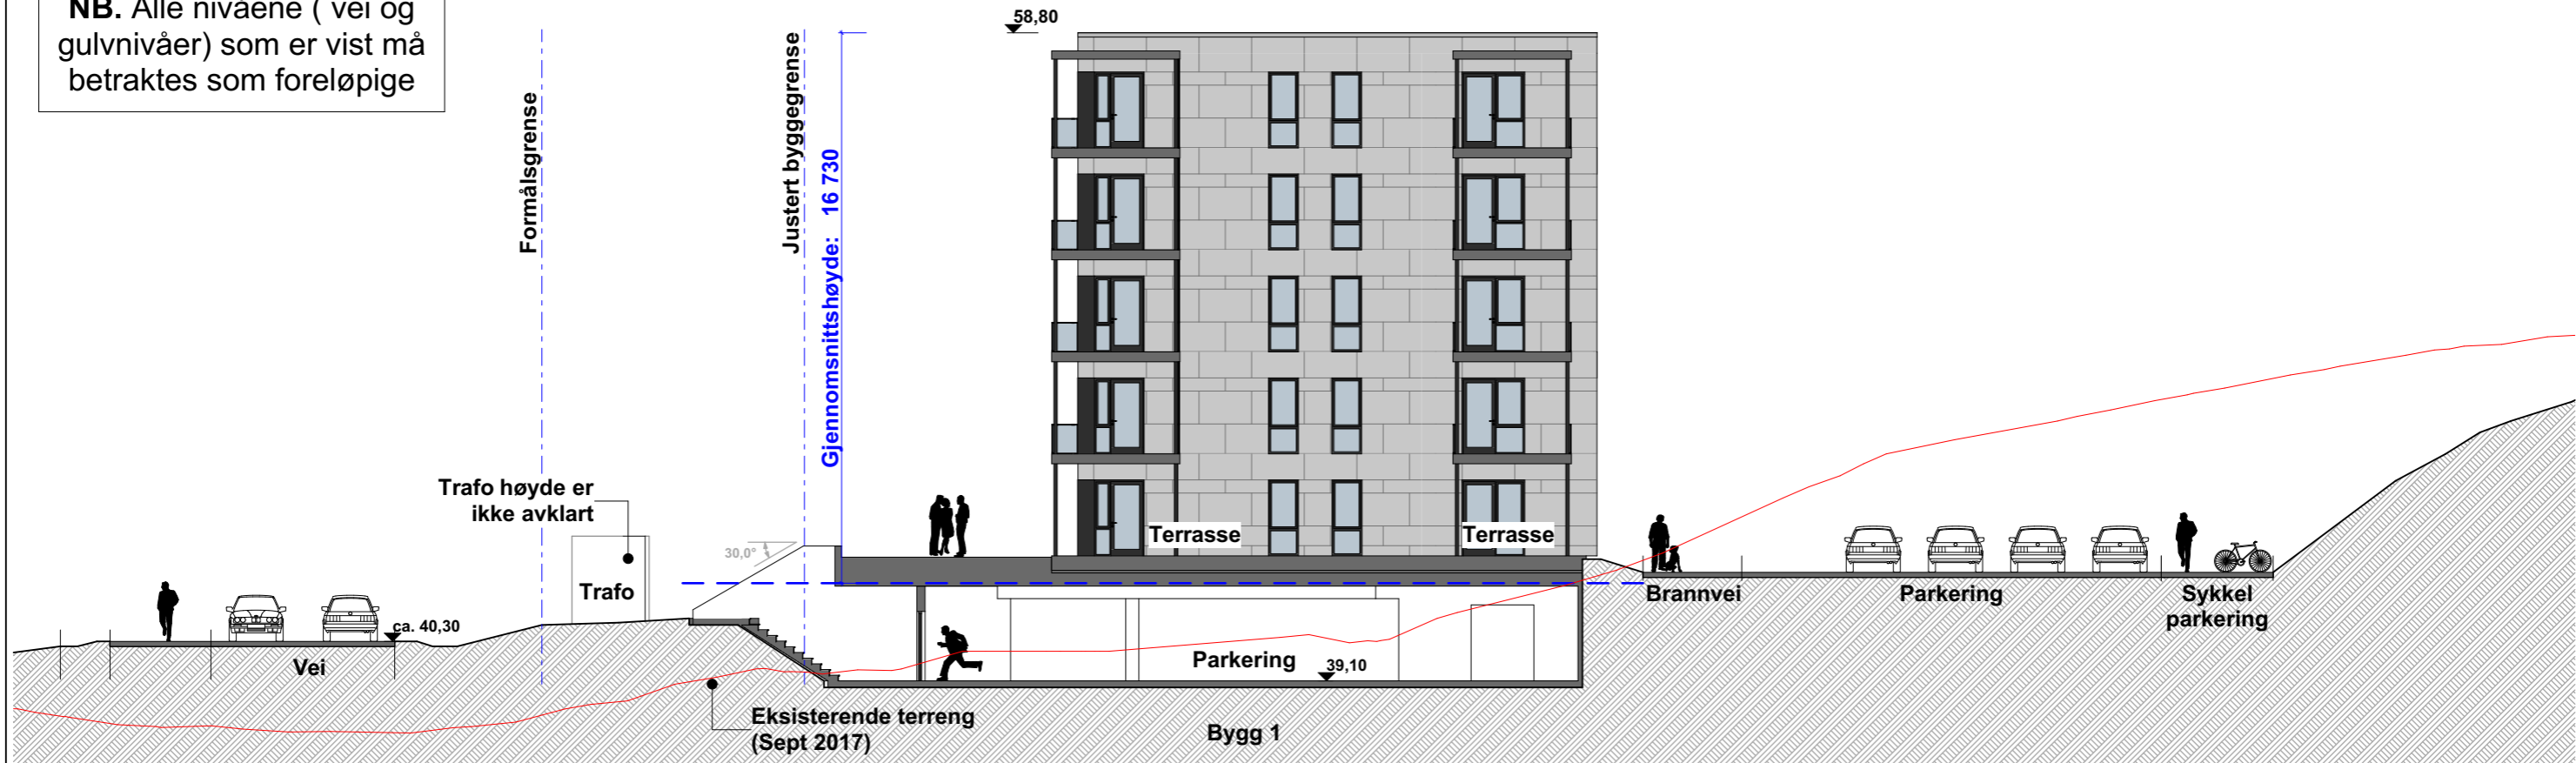 NB. Alle nivåene ( vei og
gulvnivåer) som er vist må
betraktes som foreløpige
Formålsgrense
Justert byggegrense
Gjennomsnittshøyde: 16 730
58,80
Trafo høyde er
ikke avklart
30,0°
Trafo
ca. 40,30
Vei
Terrasse
Terrasse
Parkering
39,10
Eksisterende terreng
(Sept 2017)
Bygg 1
Brannvei
Parkering
Sykkel
parkering